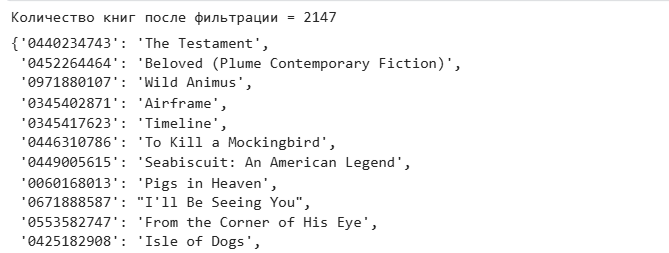 Количество книг после фильтрации = 2147
{'0440234743': 'The Testament',
'0452264464': 'Beloved (Plume Contemporary Fiction)',
'0971880107': 'Wild Animus',
'0345402871': 'Airframe',
'0345417623': 'Timeline',
'0446310786': 'To Kill a Mockingbird',
'0449005615': 'Seabiscuit: An American Legend',
'0060168013': 'Pigs in Heaven',
'0671888587': "I'll Be Seeing You",
'0553582747': 'From the Corner of His Eye',
'0425182908': 'Isle of Dogs',